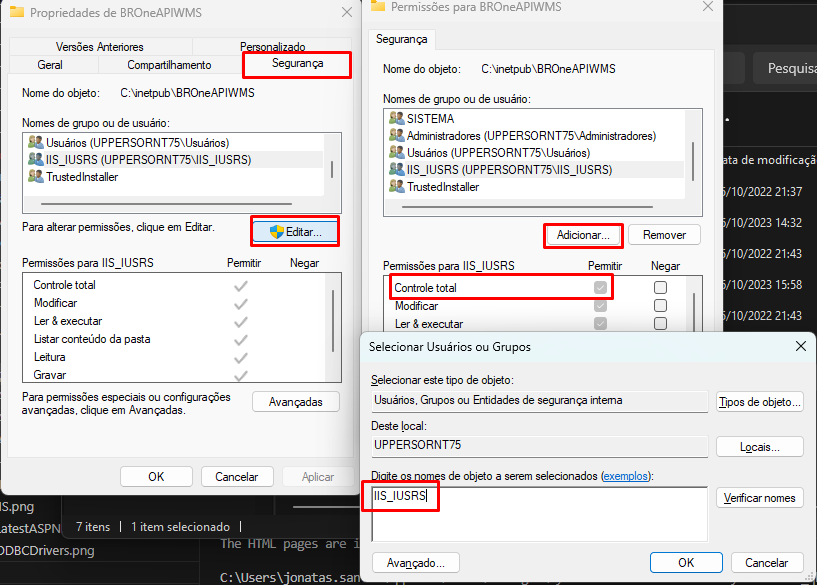 Propriedades de BROneAPIWMS
Versões Anteriores
Personalizado
Geral
Compartilhamento
Segurança
Nome do objeto: C:\inetpub\BROneAPIWMS
Nomes de grupo ou de usuário:
Usuários (UPPERSORNT75\Usuários)
IIS_IUSRS (UPPERSORNT75\IIS_IUSRS)
TrustedInstaller
Para alterar permissões, clique em Editar.
Editar...
Permissões para IIS_IUSRS
Permitir
Negar
Controle total
Modificar
Ler & executar
Listar conteúdo da pasta
Leitura
Gravar
Para permissões especiais ou configurações
avançadas, clique em Avançadas.
Avançadas
OK
Cancelar
Aplicar
Permissões para BROneAPIWMS
Segurança
Nome do objeto: C:\inetpub\BROneAPIWMS
Nomes de grupo ou de usuário:
SISTEMA
Administradores (UPPERSORNT75\Administradores)
Usuários (UPPERSORNT75\Usuários)
IIS_IUSRS (UPPERSORNT75\IIS_IUSRS)
TrustedInstaller
Adicionar...
Remover
Permissões para IIS_IUSRS
Permitir
Negar
Controle total
Modificar
Ler & executar
Selecionar Usuários ou Grupos
Selecionar este tipo de objeto:
Usuários, Grupos ou Entidades de segurança interna
Tipos de objeto...
Deste local:
UPPERSORNT75
Locais...
Digite os nomes de objeto a serem selecionados (exemplos):
IIS_IUSRS
Verificar nomes
Avançado...
OK
Cancelar
Pesquisa
ata de modificaçã
5/10/2022 21:37
5/10/2023 14:32
5/10/2022 21:43
5/10/2023 15:58
5/10/2022 21:43
S.png
atestASPN
DDBCDrivers.png
7 itens
1 item selecionado
The HTML pages are i
C:\Users\jonatas.san